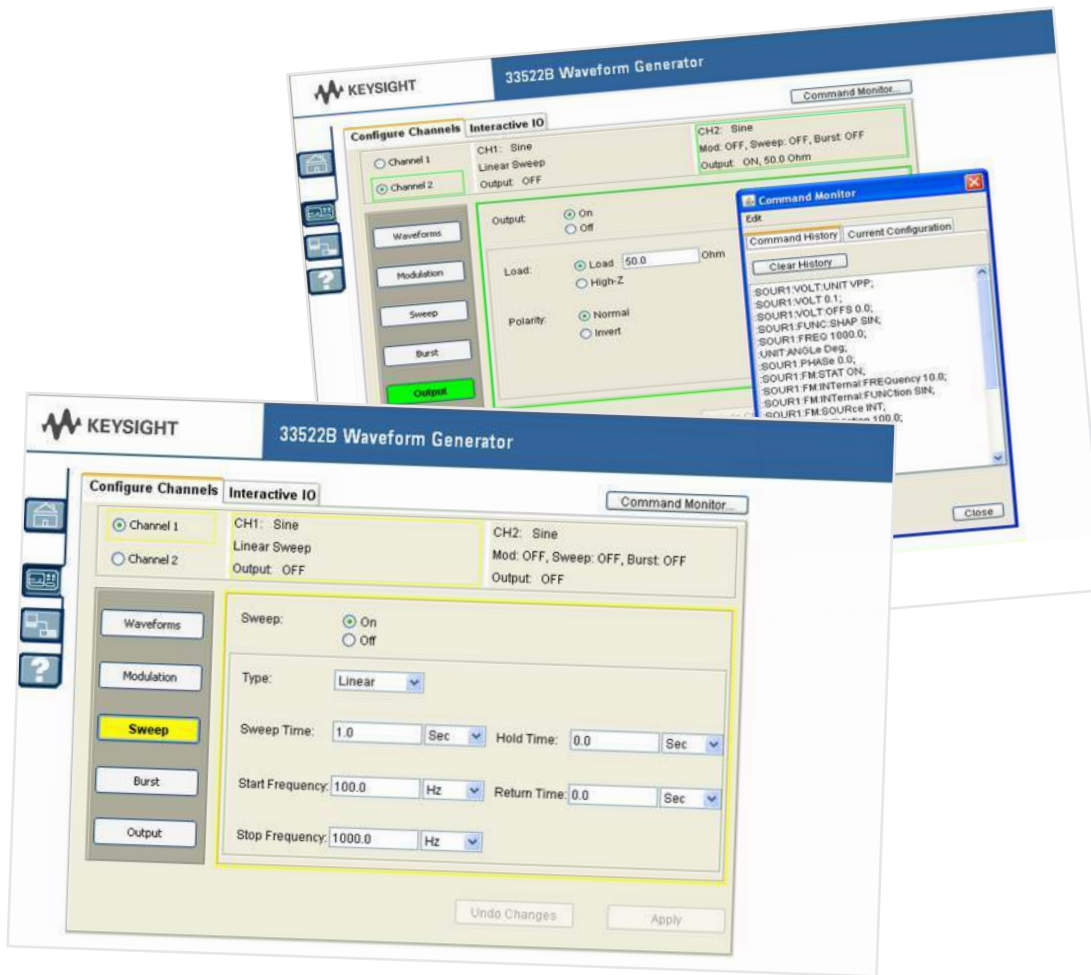 KEYSIGHT
33522B Waveform Generator
Command Monitor...
Configure Channels
Interactive IO
Channel 1
Channel 2
CH1: Sine
Linear Sweep
Output: OFF
CH2: Sine
Mod: OFF, Sweep: OFF, Burst: OFF
Output: ON, 50.0 Ohm
Waveforms
Modulation
Sweep
Burst
Output
Output:
On
Off
Load:
Load 50.0 Ohm
High-Z
Polarity:
Normal
Invert
Command Monitor
Edit
Command History
Current Configuration
Clear History
:SOUR1:VOLT:UNIT VPP;
:SOUR1:VOLT 0.1;
:SOUR1:VOLT:OFFS 0.0;
:SOUR1:FUNC:SHAP SIN;
:SOUR1:FREQ 1000.0;
:UNIT:ANGLe Deg;
:SOUR1:PHASe 0.0;
:SOUR1:FM:STAT ON;
:SOUR1:FM:INTernal:FREQuency 10.0;
:SOUR1:FM:INTernal:FUNCtion SIN;
:SOUR1:FM:SOURce INT;
100.0;
Close
KEYSIGHT
33522B Waveform Generator
Configure Channels
Interactive IO
Command Monitor...
Channel 1
Channel 2
CH1: Sine
Linear Sweep
Output: OFF
CH2: Sine
Mod: OFF, Sweep: OFF, Burst: OFF
Output: OFF
Waveforms
Modulation
Sweep
Burst
Output
Sweep:
On
Off
Type: Linear
Sweep Time: 1.0 Sec Hold Time: 0.0 Sec
Start Frequency: 100.0 Hz Return Time: 0.0 Sec
Stop Frequency: 1000.0 Hz
Undo Changes
Apply